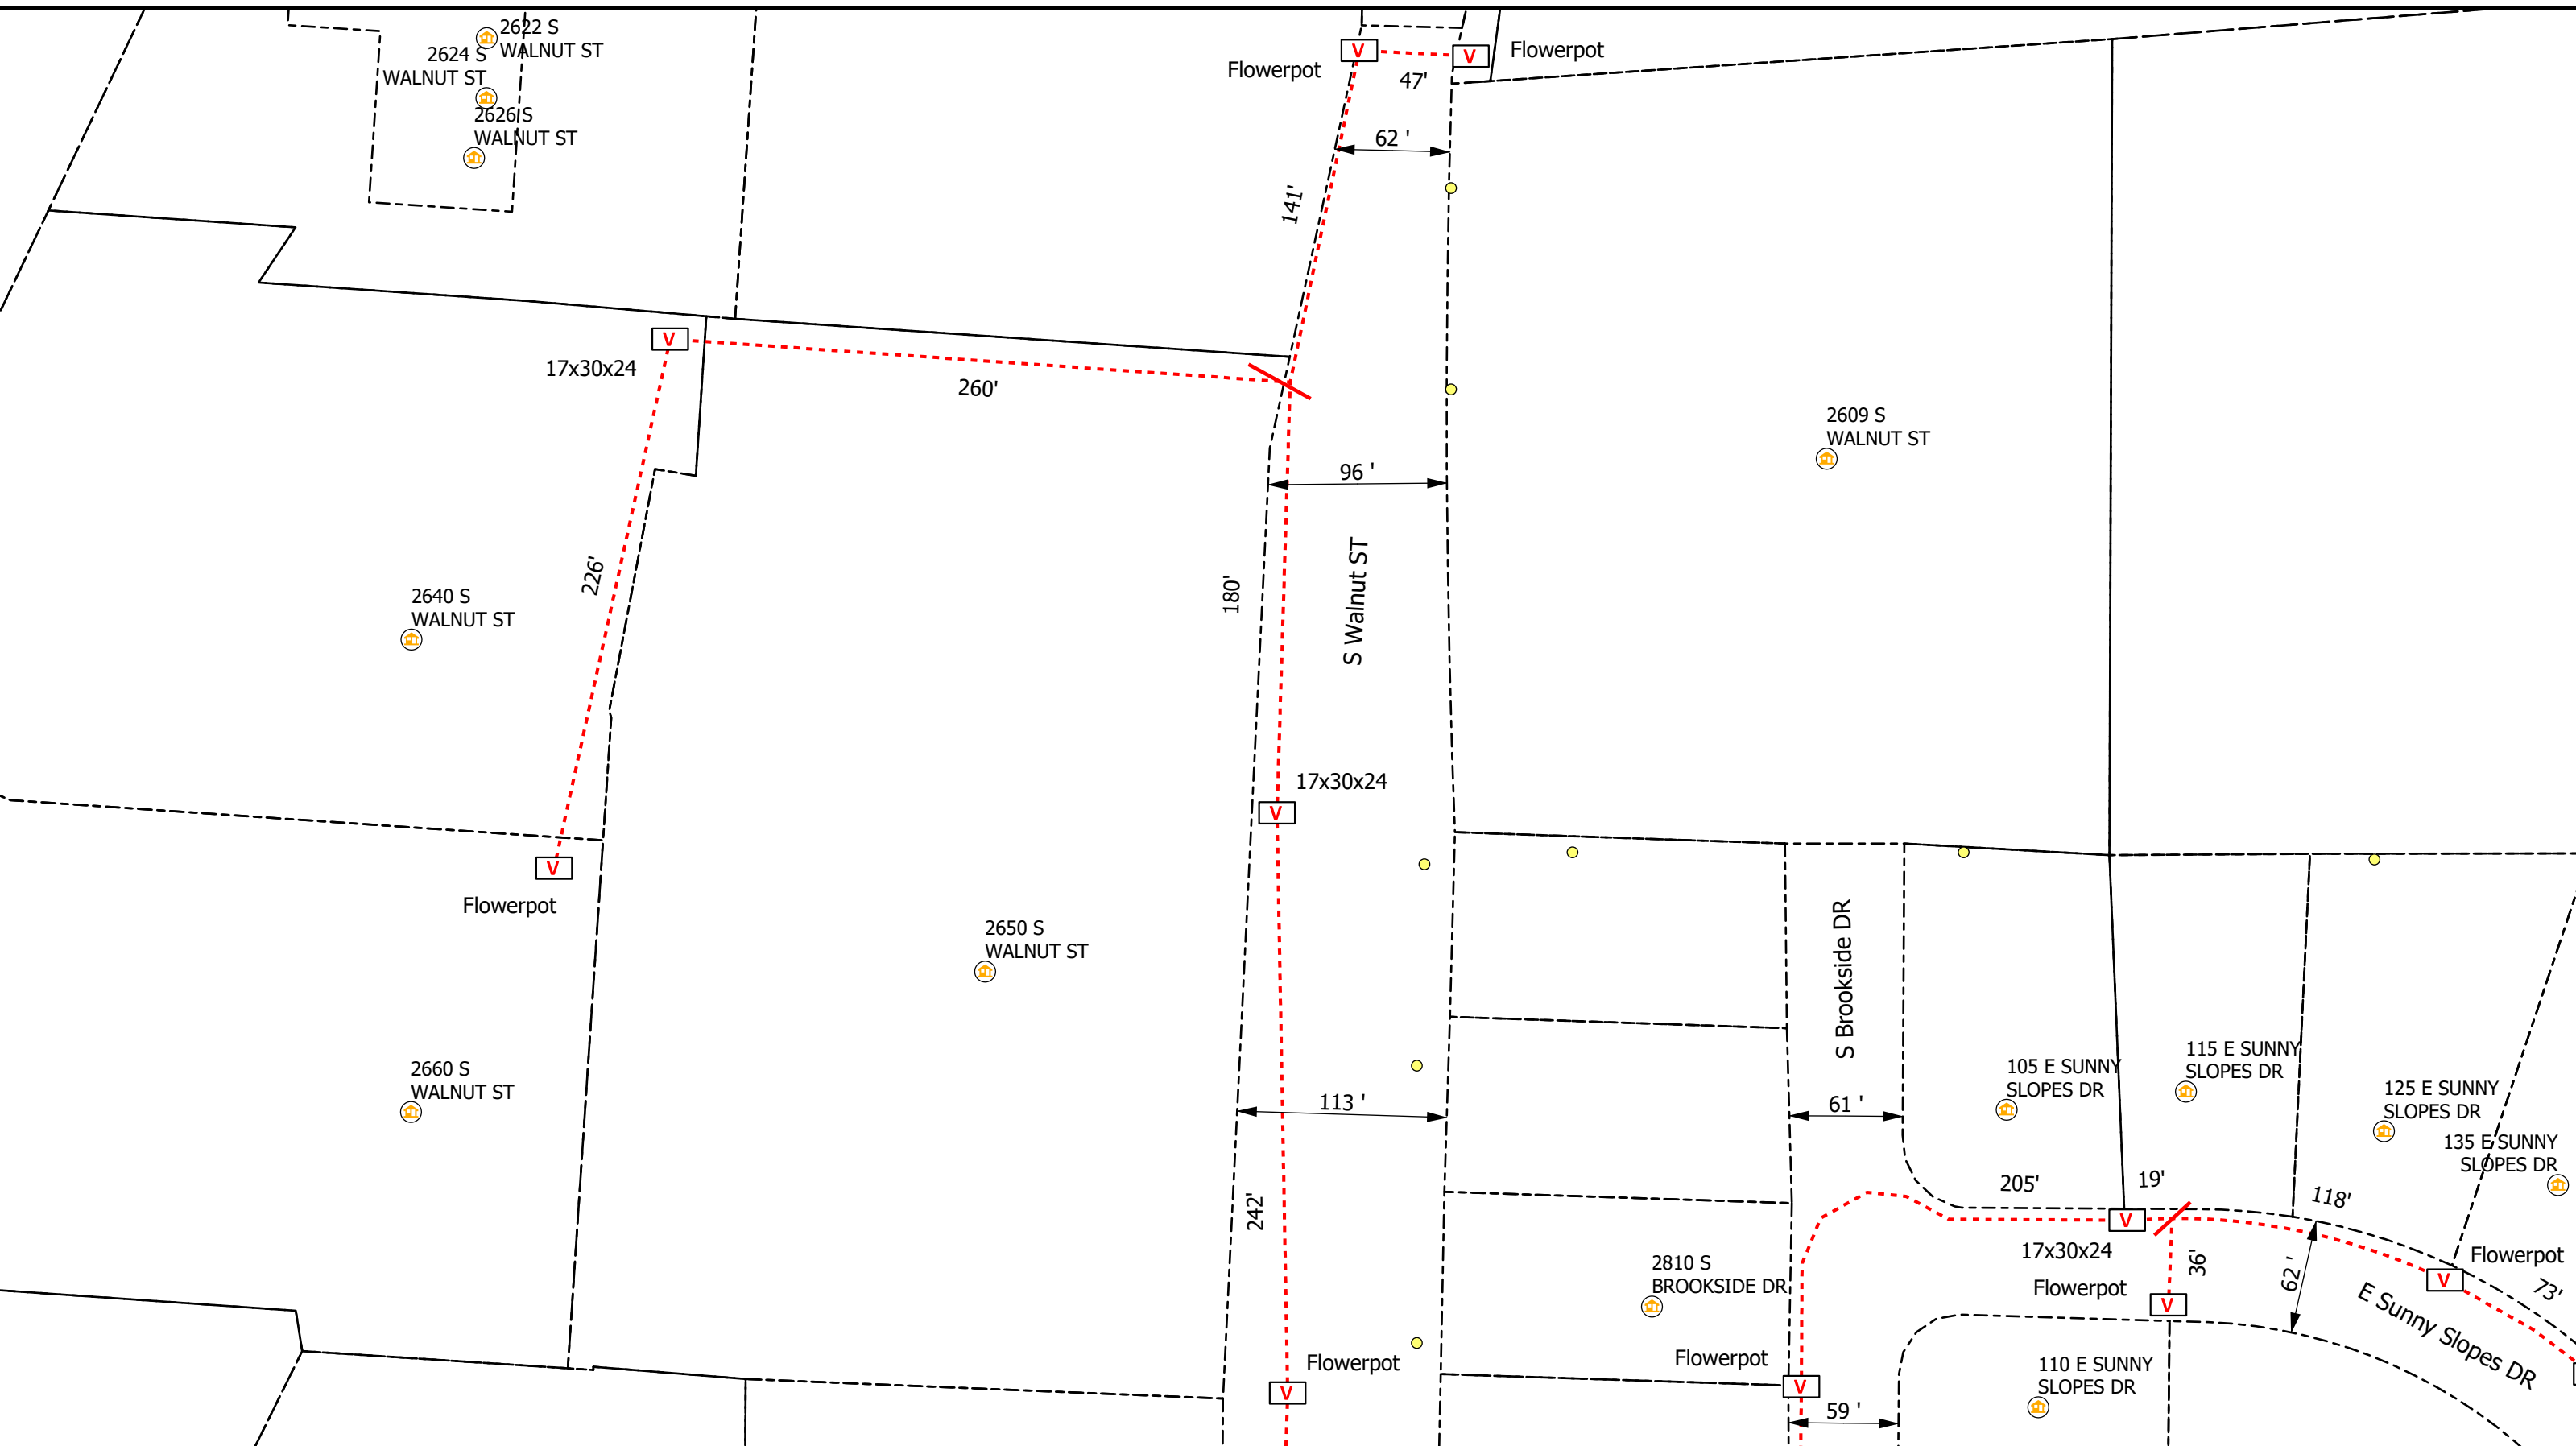 2622 S
WALNUT ST
2624 S
WALNUT ST
2626 S
WALNUT ST
V
V
Flowerpot
Flowerpot
47'
62 '
141'
V
17x30x24
260'
2609 S
WALNUT ST
96 '
226'
180'
S Walnut ST
2640 S
WALNUT ST
17x30x24
V
V
Flowerpot
2650 S
WALNUT ST
S Brookside DR
2660 S
WALNUT ST
113 '
61 '
105 E SUNNY
SLOPES DR
115 E SUNNY
SLOPES DR
125 E SUNNY
SLOPES DR
135 E SUNNY
SLOPES DR
242'
205'
19'
118'
V
17x30x24
36'
62 '
Flowerpot
V
73'
2810 S
BROOKSIDE DR
Flowerpot
V
E Sunny Slopes DR
Flowerpot
V
Flowerpot
V
110 E SUNNY
SLOPES DR
59 '